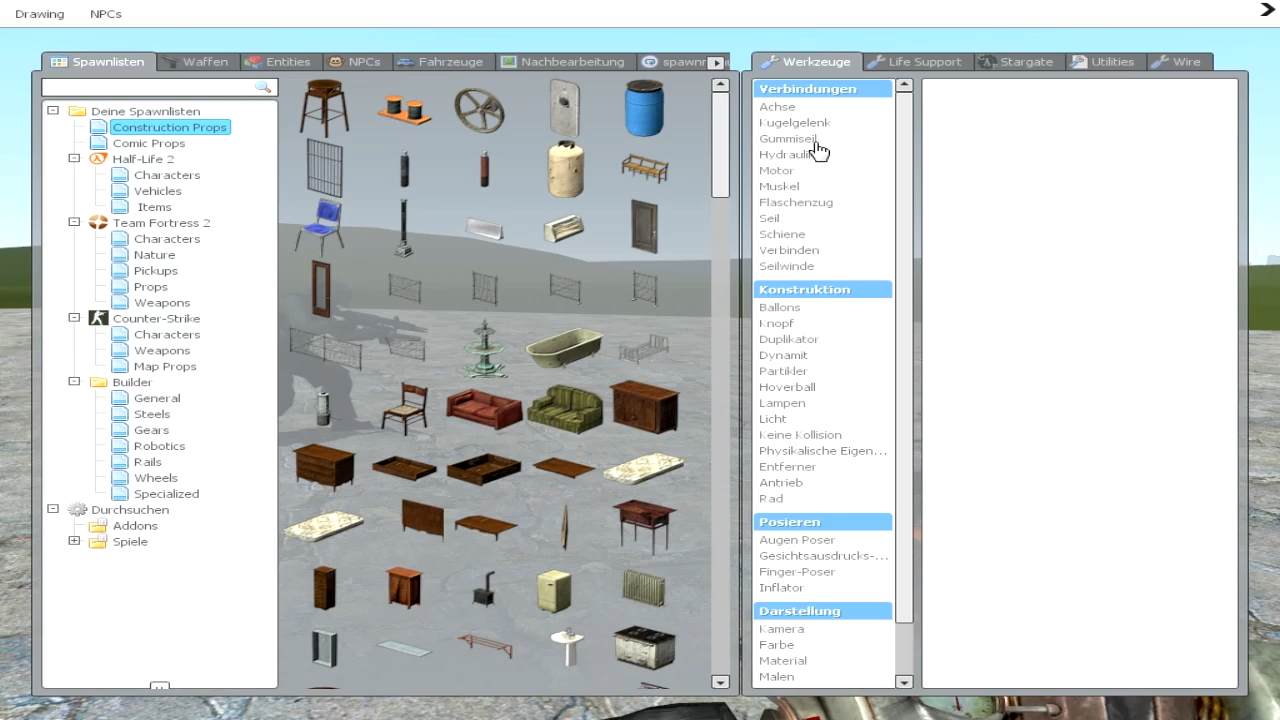 Drawing NPCs
Spawnlisten Waffen Entities NPCs Fahrzeuge Nachbearbeitung spawnr
Deine Spawnlisten
Construction Props
Comic Props
Half-Life 2
Characters
Vehicles
Items
Team Fortress 2
Characters
Nature
Pickups
Props
Weapons
Counter-Strike
Characters
Weapons
Map Props
Builder
General
Steels
Gears
Robotics
Rails
Wheels
Specialized
Durchsuchen
Addons
Spiele
Werkzeuge Life Support Stargate Utilities Wire
Verbindungen
Achse
Kugelgelenk
Gummiseil
Hydraulik
Motor
Muskel
Flaschenzug
Seil
Schiene
Verbinden
Seilwinde
Konstruktion
Ballons
Knopf
Duplikator
Dynamit
Partikler
Hoverball
Lampen
Licht
Keine Kollision
Physikalische Eigen...
Entferner
Antrieb
Rad
Posieren
Augen Poser
Gesichtsausdrucks-...
Finger-Poser
Inflator
Darstellung
Kamera
Farbe
Material
Malen